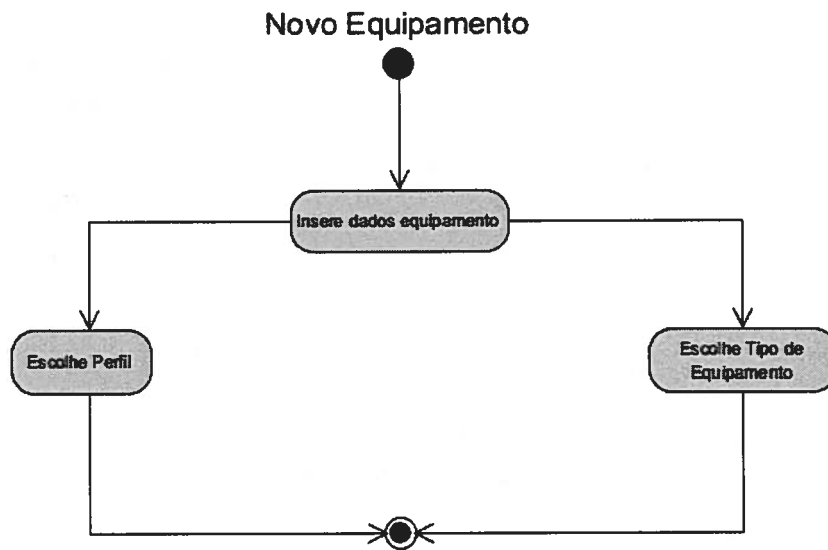 Novo Equipamento
Insere dados equipamento
Escolhe Perfil
Escolhe Tipo de
Equipamento